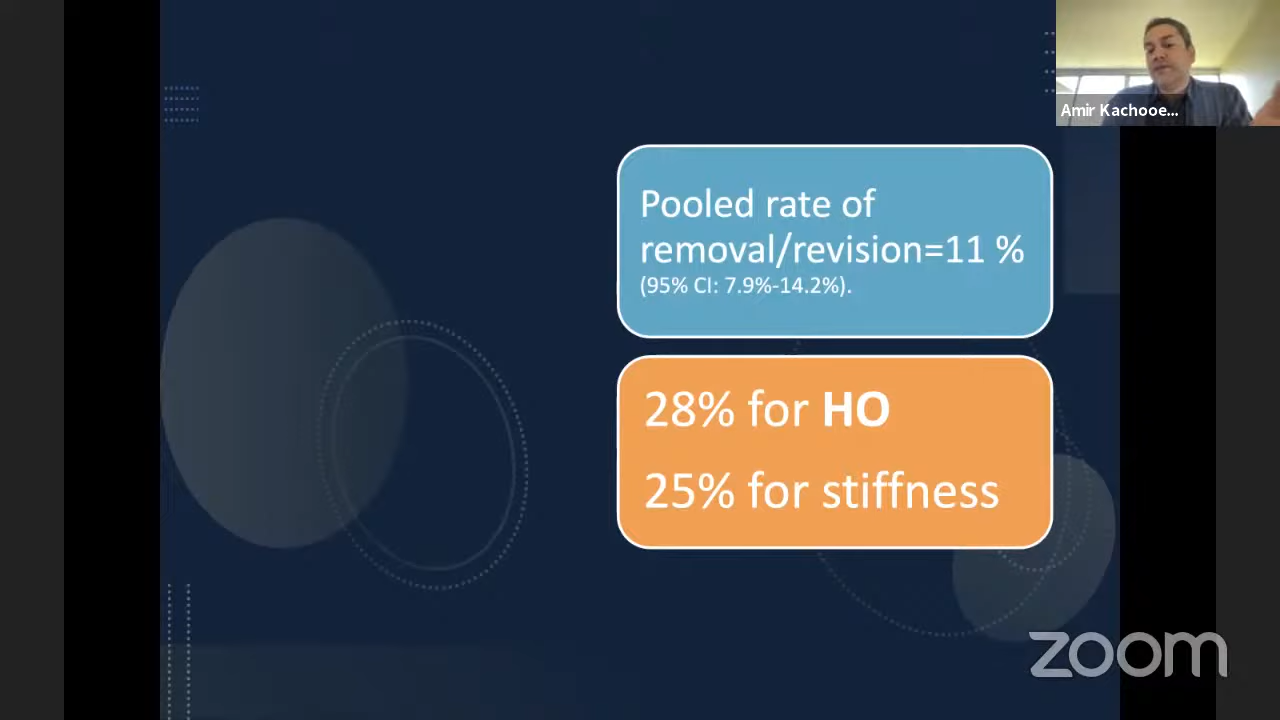 Amir Kachooe...
Pooled rate of
removal/revision=11 %
(95% CI: 7.9%-14.2%).
28% for HO
25% for stiffness
zoom